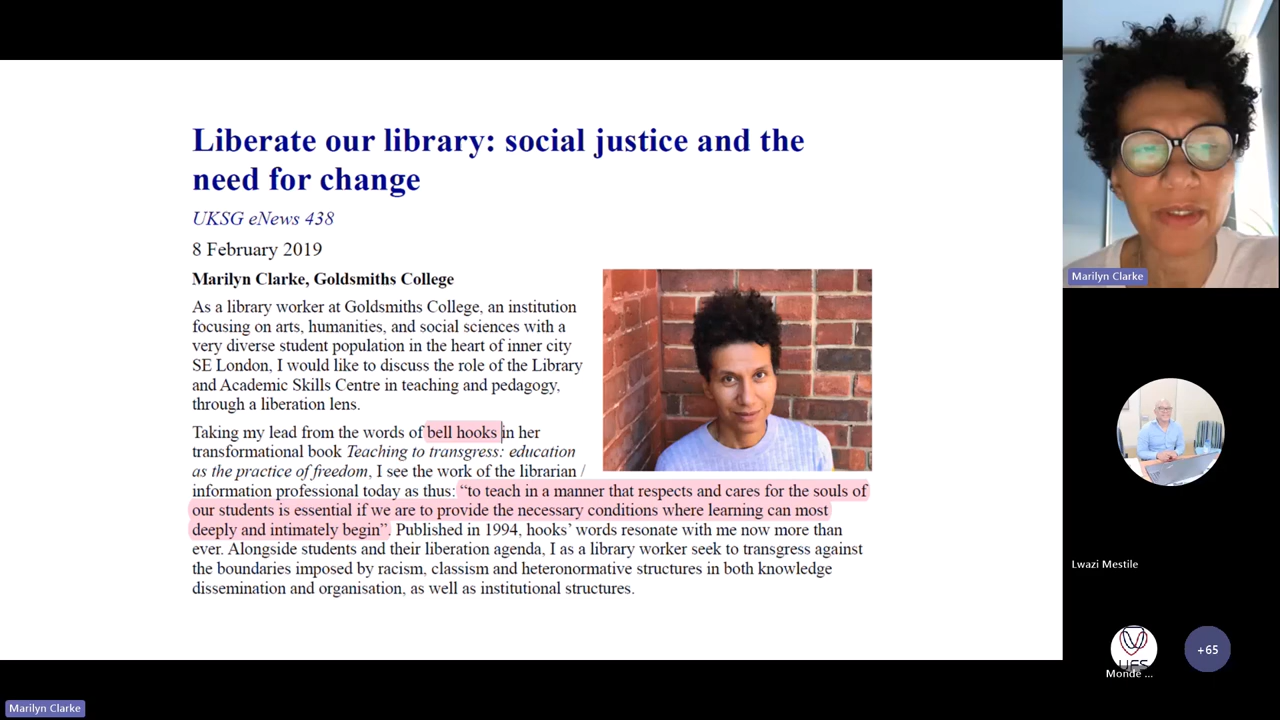 Liberate our library: social justice and the
need for change
UKSG eNews 438
8 February 2019
Marilyn Clarke, Goldsmiths College
As a library worker at Goldsmiths College, an institution
focusing on arts, humanities, and social sciences with a
very diverse student population in the heart of inner city
SE London, I would like to discuss the role of the Library
and Academic Skills Centre in teaching and pedagogy,
through a liberation lens.
Taking my lead from the words of bell hooks in her
transformational book Teaching to transgress: education
as the practice of freedom, I see the work of the librarian /
information professional today as thus: “to teach in a manner that respects and cares for the souls of
our students is essential if we are to provide the necessary conditions where learning can most
deeply and intimately begin”. Published in 1994, hooks’ words resonate with me now more than
ever. Alongside students and their liberation agenda, I as a library worker seek to transgress against
the boundaries imposed by racism, classism and heteronormative structures in both knowledge
dissemination and organisation, as well as institutional structures.
Marilyn Clarke
Lwazi Mestile
UFS
Monde ...
+65
Marilyn Clarke